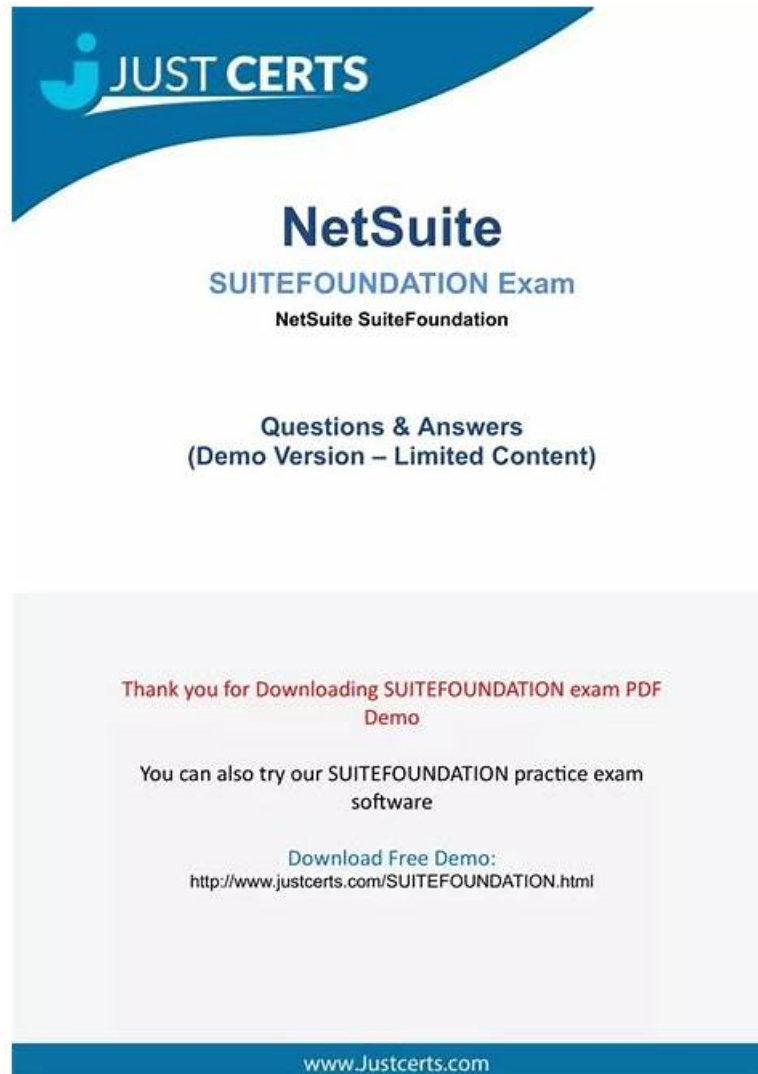 JUST CERTS
NetSuite
SUITEFOUNDATION Exam
NetSuite SuiteFoundation
Questions & Answers
(Demo Version – Limited Content)
Thank you for Downloading SUITEFOUNDATION exam PDF
Demo
You can also try our SUITEFOUNDATION practice exam
software
Download Free Demo:
http://www.justcerts.com/SUITEFOUNDATION.html
www.Justcerts.com